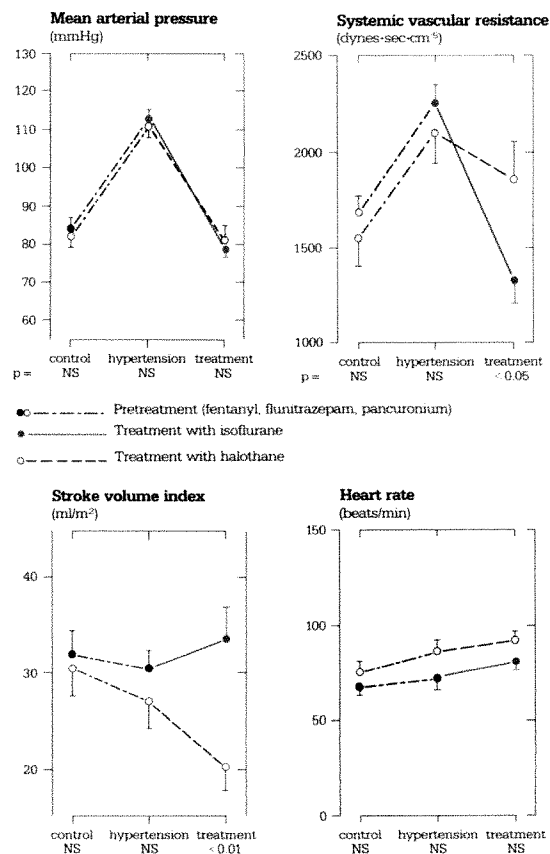 Mean arterial pressure
(mmHg)
130
120
110
100
90
80
70
60
control hypertension treatment
p = NS NS NS
Systemic vascular resistance
(dynes·sec·cm⁻⁵)
2500
2000
1500
1000
control hypertension treatment
p = NS NS <0.05
Pretreatment (fentanyl, flunitrazepam, pancuronium)
Treatment with isoflurane
Treatment with halothane
Stroke volume index
(ml/m²)
40
30
20
control hypertension treatment
NS NS <0.01
Heart rate
(beats/min)
150
100
50
0
control hypertension treatment
NS NS NS